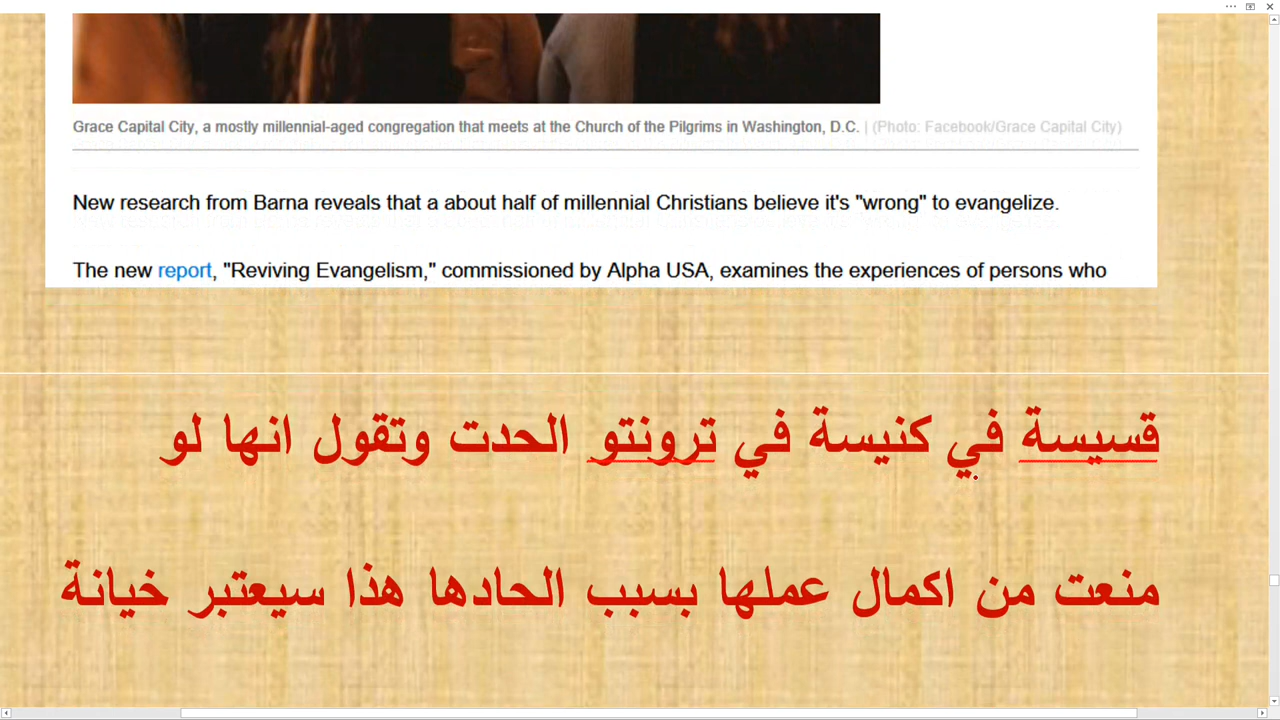 Grace Capital City, a mostly millennial-aged congregation that meets at the Church of the Pilgrims in Washington, D.C. | (Photo: Facebook/Grace Capital City)
New research from Barna reveals that a about half of millennial Christians believe it's "wrong" to evangelize.
The new report, "Reviving Evangelism," commissioned by Alpha USA, examines the experiences of persons who
قسيسة في كنيسة في ترونتو الحدت وتقول انها لو
منعت من اكمال عملها بسبب الحادها هذا سيعتبر خيانة